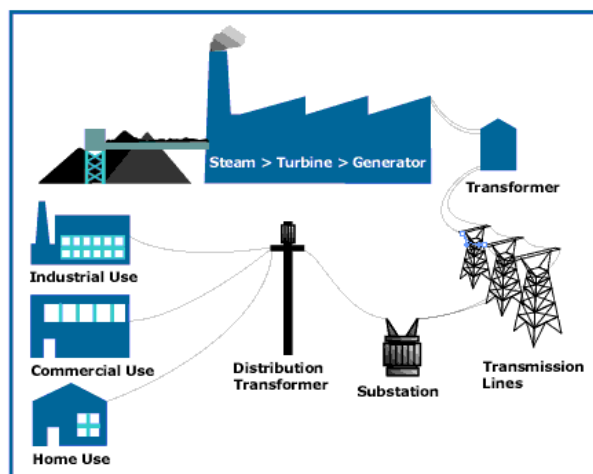 Steam > Turbine > Generator
Transformer
Industrial Use
Commercial Use
Distribution
Transformer
Substation
Transmission
Lines
Home Use